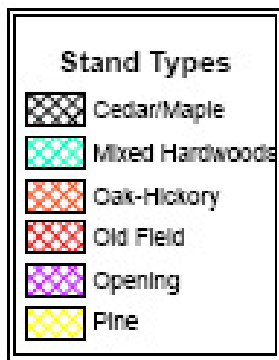 Stand Types
Cedar/Maple
Mixed Hardwoods
Oak-Hickory
Old Field
Opening
Pine